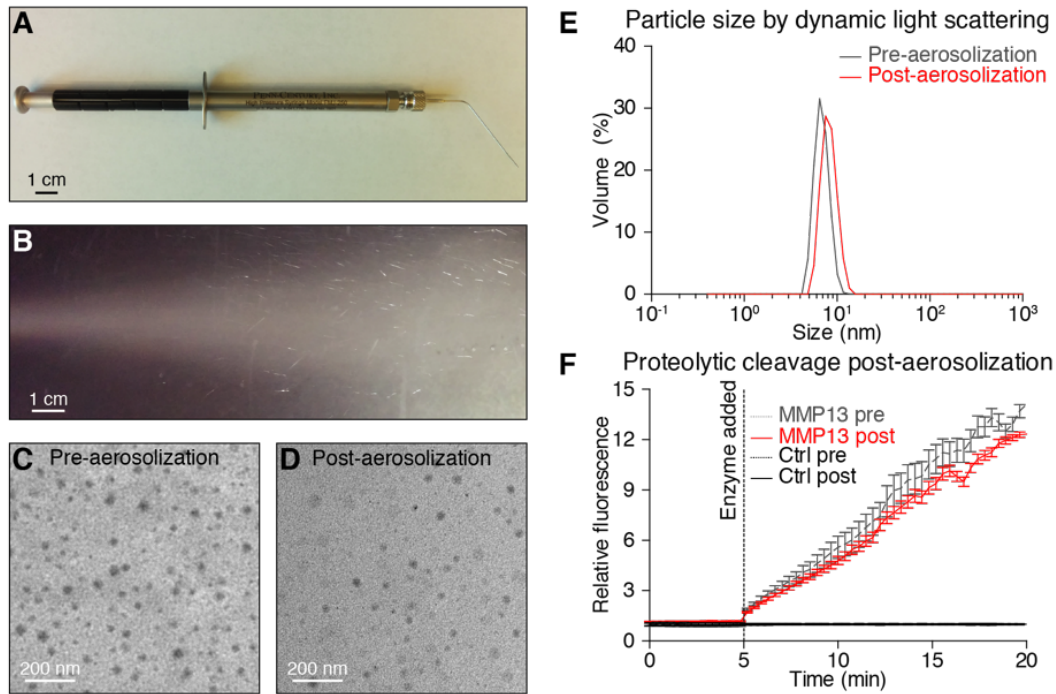 A
1 cm
B
1 cm
C Pre-aerosolization
200 nm
D Post-aerosolization
200 nm
E Particle size by dynamic light scattering
Pre-aerosolization
Post-aerosolization
Volume (%)
40
30
20
10
0
10⁻¹ 10⁰ 10¹ 10² 10³
Size (nm)
F Proteolytic cleavage post-aerosolization
Enzyme added
MMP13 pre
MMP13 post
Ctrl pre
Ctrl post
Relative fluorescence
15
12
9
6
3
0
0 5 10 15 20
Time (min)